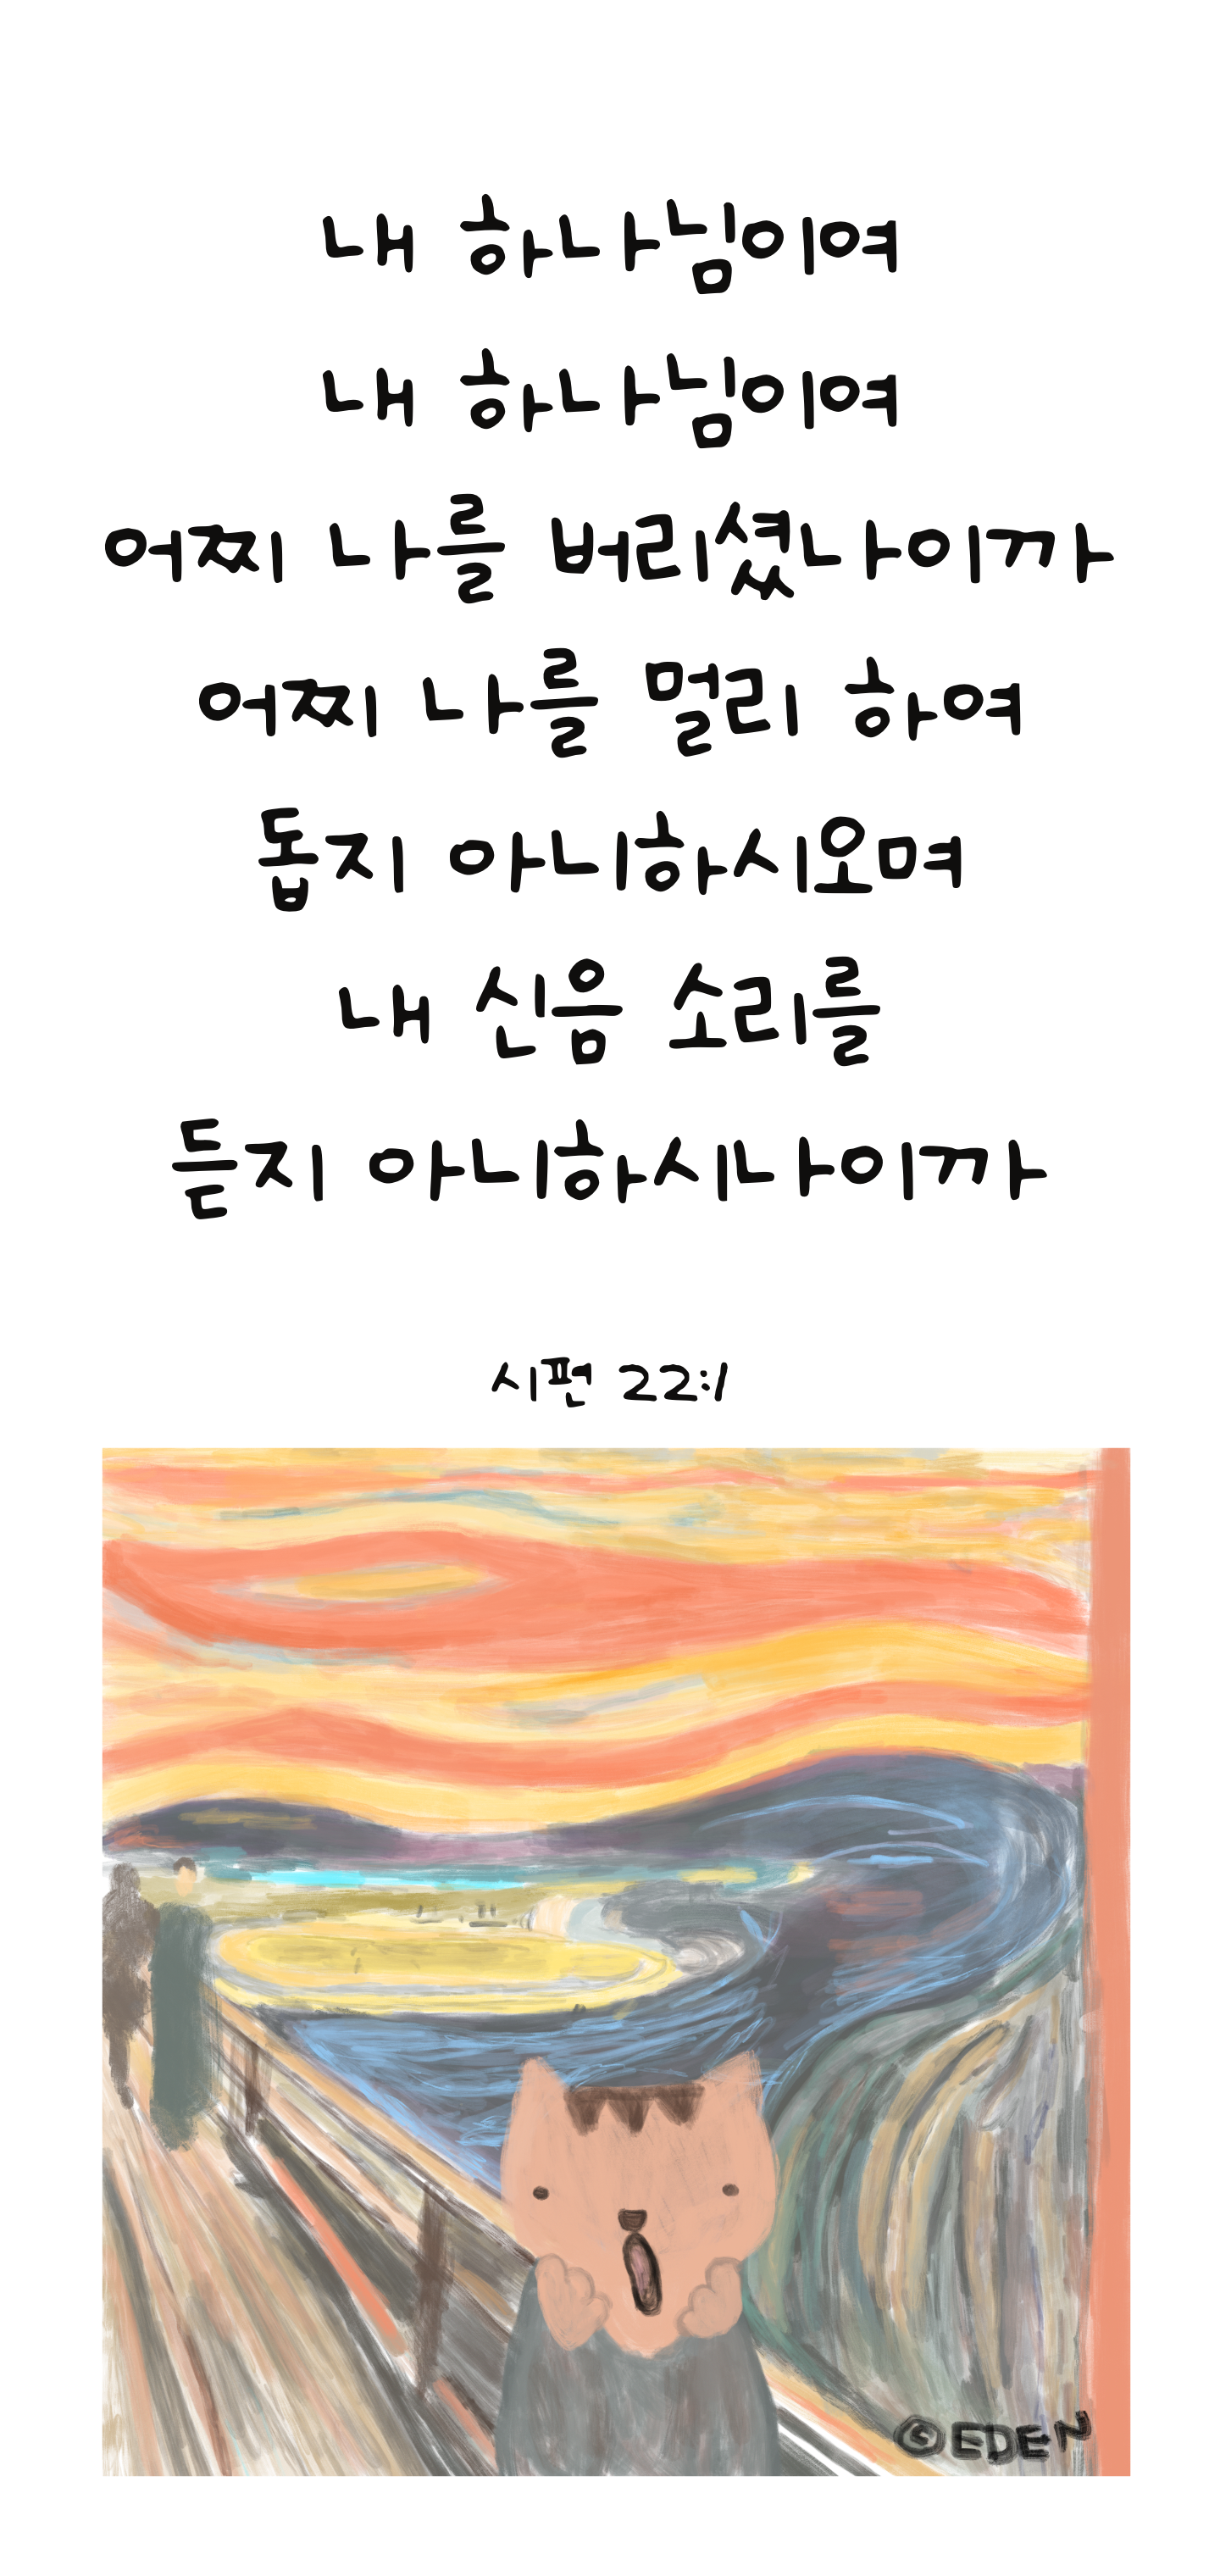 내 하나님이여
내 하나님이여
어찌 나를 버리셨나이까
어찌 나를 멀리 하여
돕지 아니하시오며
내 신음 소리를
듣지 아니하시나이까
시편 22:1
©EDEN